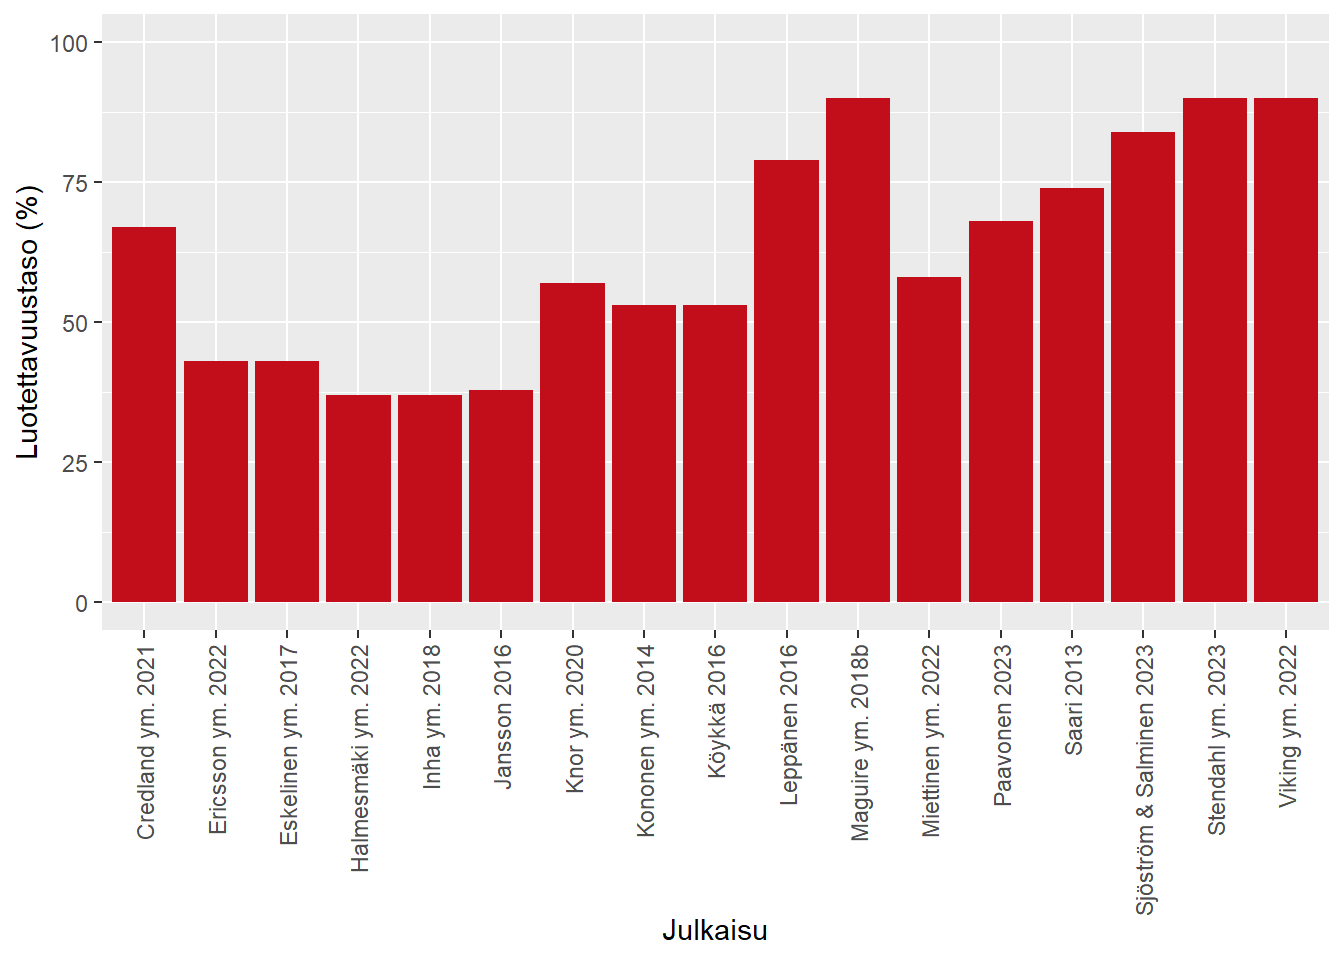 100
75
50
25
0
Luotettavuustaso (%)
Credland ym. 2021
Ericsson ym. 2022
Eskelinen ym. 2017
Halmesmäki ym. 2022
Inha ym. 2018
Jansson 2016
Knor ym. 2020
Kononen ym. 2014
Köykkä 2016
Leppänen 2016
Maguire ym. 2018b
Miettinen ym. 2022
Paavonen 2023
Saari 2013
Sjöström & Salminen 2023
Stendahl ym. 2023
Viking ym. 2022
Julkaisu